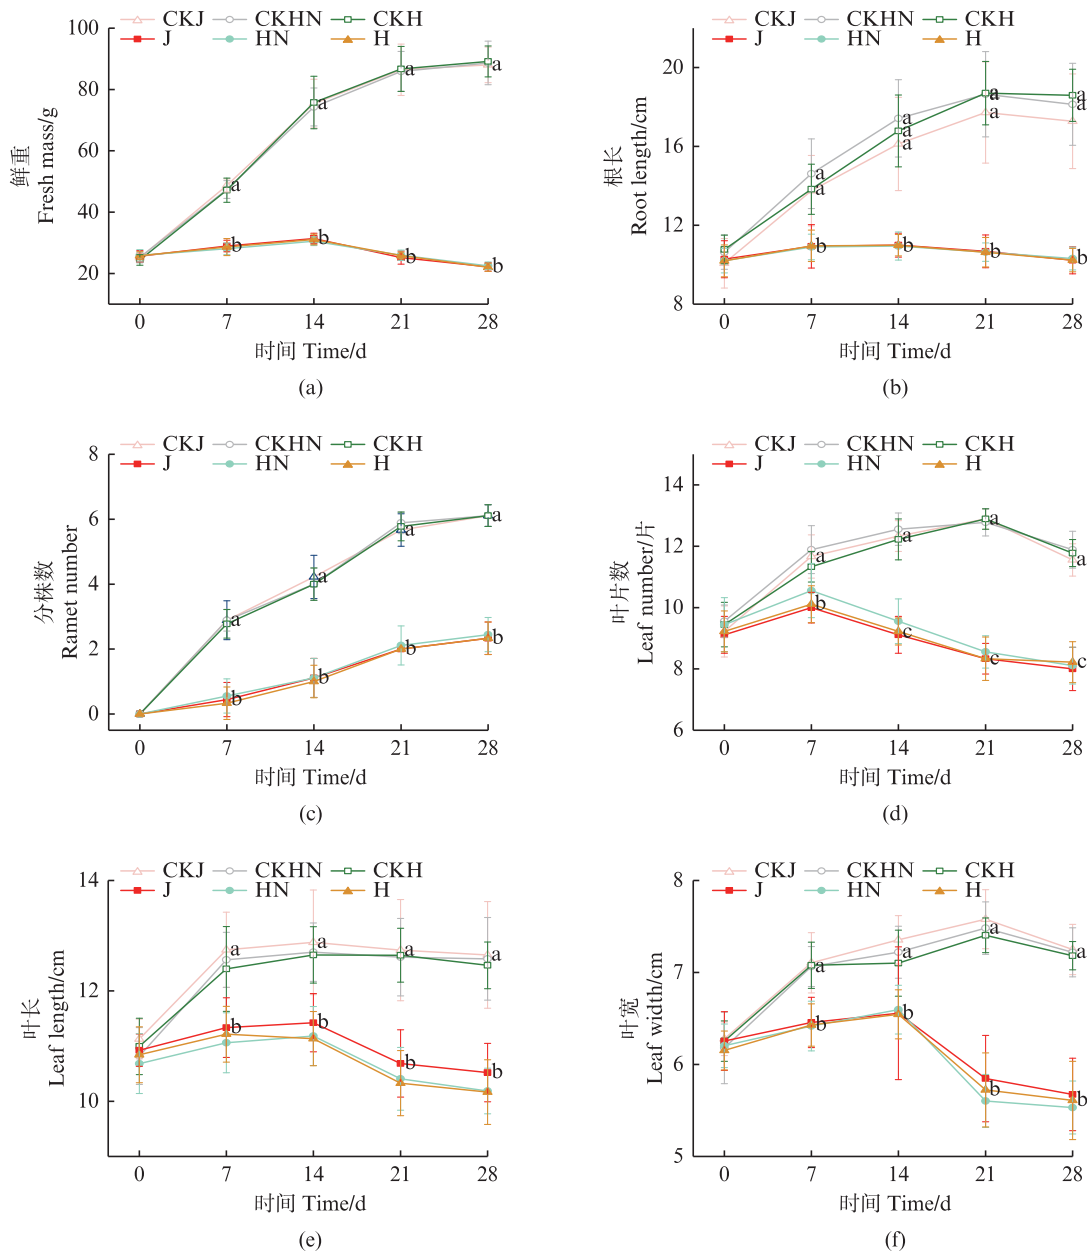 CKJ CKHN CKH
J HN H
100
80
60
40
20
鲜重
Fresh mass/g
a
a
a
a
b
b
b
b
0 7 14 21 28
时间 Time/d
(a)
CKJ CKHN CKH
J HN H
20
16
12
8
根长
Root length/cm
a
a
a
a
a
a
a
a
a
a
b
b
b
b
0 7 14 21 28
时间 Time/d
(b)
CKJ CKHN CKH
J HN H
8
6
4
2
0
分株数
Ramet number
a
a
a
a
b
b
b
b
0 7 14 21 28
时间 Time/d
(c)
CKJ CKHN CKH
J HN H
14
12
10
8
6
叶片数
Leaf number/片
a
a
a
a
b
c
c
c
0 7 14 21 28
时间 Time/d
(d)
CKJ CKHN CKH
J HN H
14
12
10
叶长
Leaf length/cm
a
a
a
a
b
b
b
b
0 7 14 21 28
时间 Time/d
(e)
CKJ CKHN CKH
J HN H
8
7
6
5
叶宽
Leaf width/cm
a
a
a
a
b
b
b
b
0 7 14 21 28
时间 Time/d
(f)